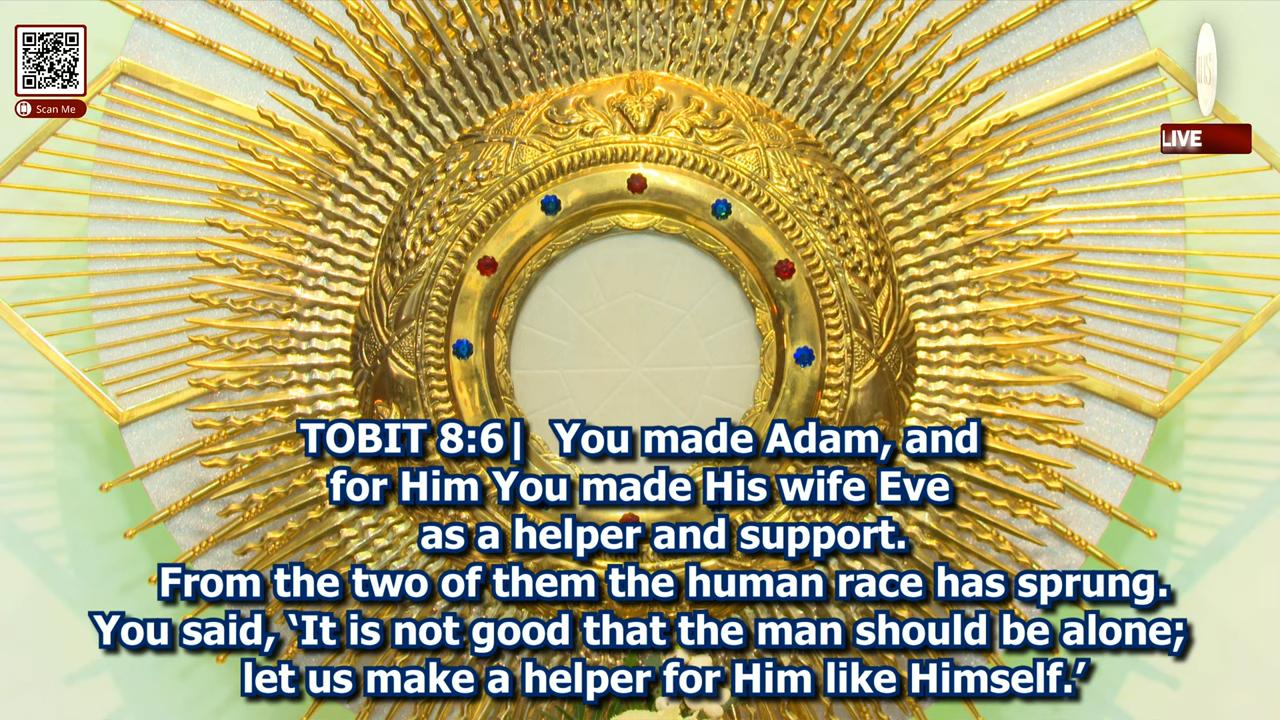 Scan Me
LIVE
TOBIT 8:6| You made Adam, and
for Him You made His wife Eve
as a helper and support.
From the two of them the human race has sprung.
You said, ‘It is not good that the man should be alone;
let us make a helper for Him like Himself.’